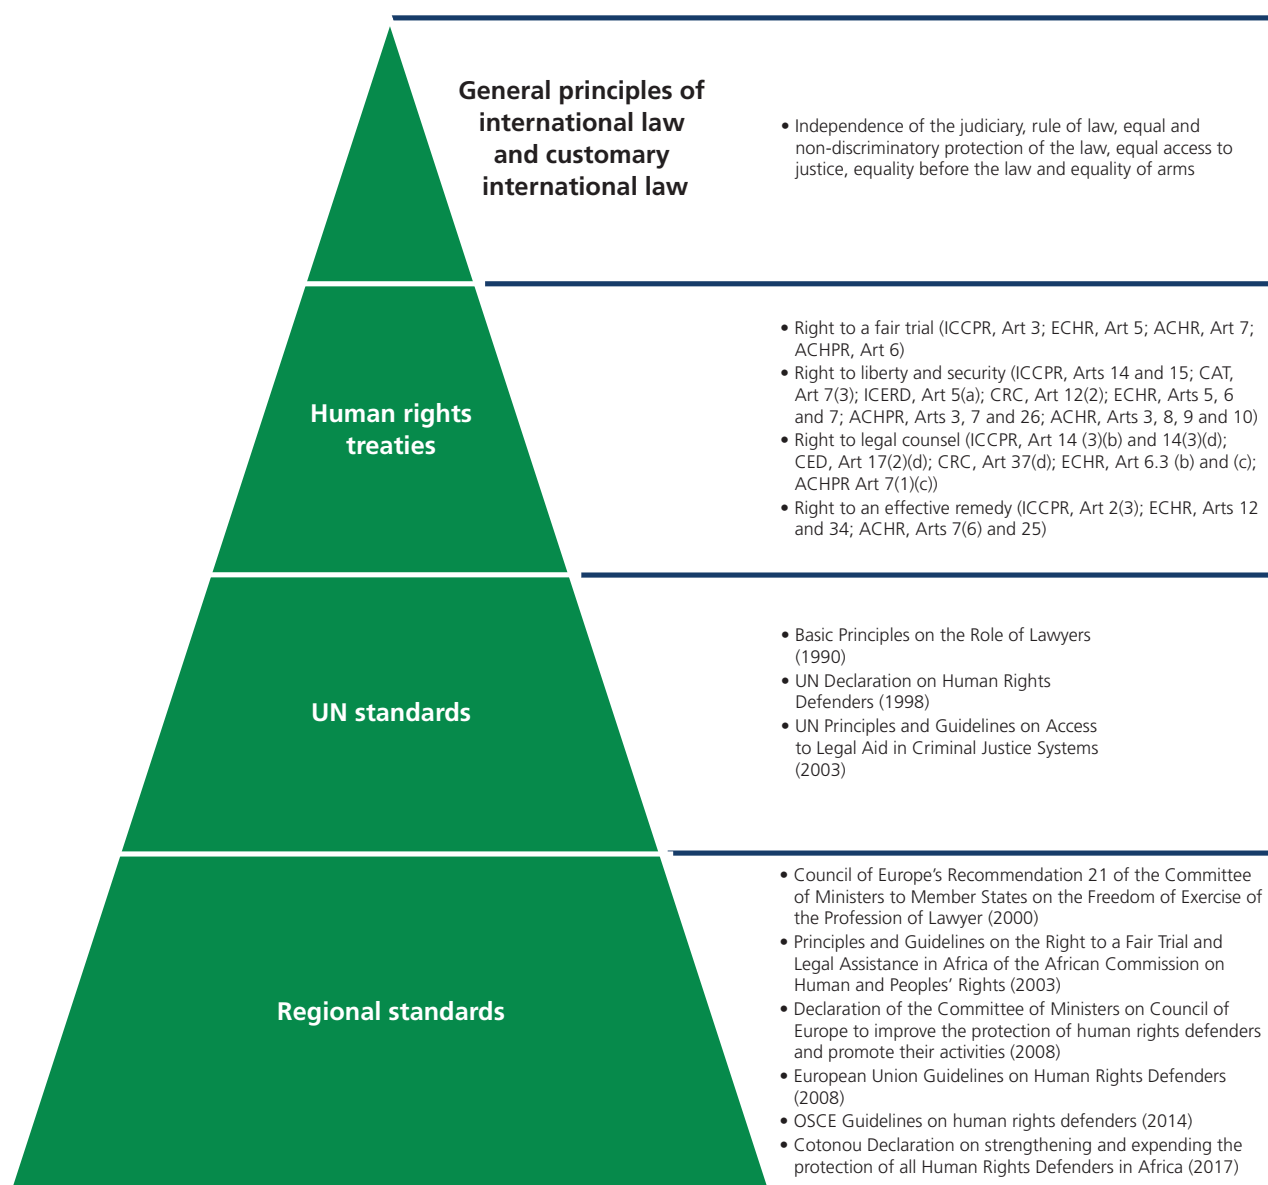 General principles of
international law
and customary
international law
• Independence of the judiciary, rule of law, equal and
non-discriminatory protection of the law, equal access to
justice, equality before the law and equality of arms
Human rights
treaties
• Right to a fair trial (ICCPR, Art 3; ECHR, Art 5; ACHR, Art 7;
ACHPR, Art 6)
• Right to liberty and security (ICCPR, Arts 14 and 15; CAT,
Art 7(3); ICERD, Art 5(a); CRC, Art 12(2); ECHR, Arts 5, 6
and 7; ACHPR, Arts 3, 7 and 26; ACHR, Arts 3, 8, 9 and 10)
• Right to legal counsel (ICCPR, Art 14 (3)(b) and 14(3)(d);
CED, Art 17(2)(d); CRC, Art 37(d); ECHR, Art 6.3 (b) and (c);
ACHPR Art 7(1)(c))
• Right to an effective remedy (ICCPR, Art 2(3); ECHR, Arts 12
and 34; ACHR, Arts 7(6) and 25)
UN standards
• Basic Principles on the Role of Lawyers
(1990)
• UN Declaration on Human Rights
Defenders (1998)
• UN Principles and Guidelines on Access
to Legal Aid in Criminal Justice Systems
(2003)
Regional standards
• Council of Europe’s Recommendation 21 of the Committee
of Ministers to Member States on the Freedom of Exercise of
the Profession of Lawyer (2000)
• Principles and Guidelines on the Right to a Fair Trial and
Legal Assistance in Africa of the African Commission on
Human and Peoples’ Rights (2003)
• Declaration of the Committee of Ministers on Council of
Europe to improve the protection of human rights defenders
and promote their activities (2008)
• European Union Guidelines on Human Rights Defenders
(2008)
• OSCE Guidelines on human rights defenders (2014)
• Cotonou Declaration on strengthening and expending the
protection of all Human Rights Defenders in Africa (2017)